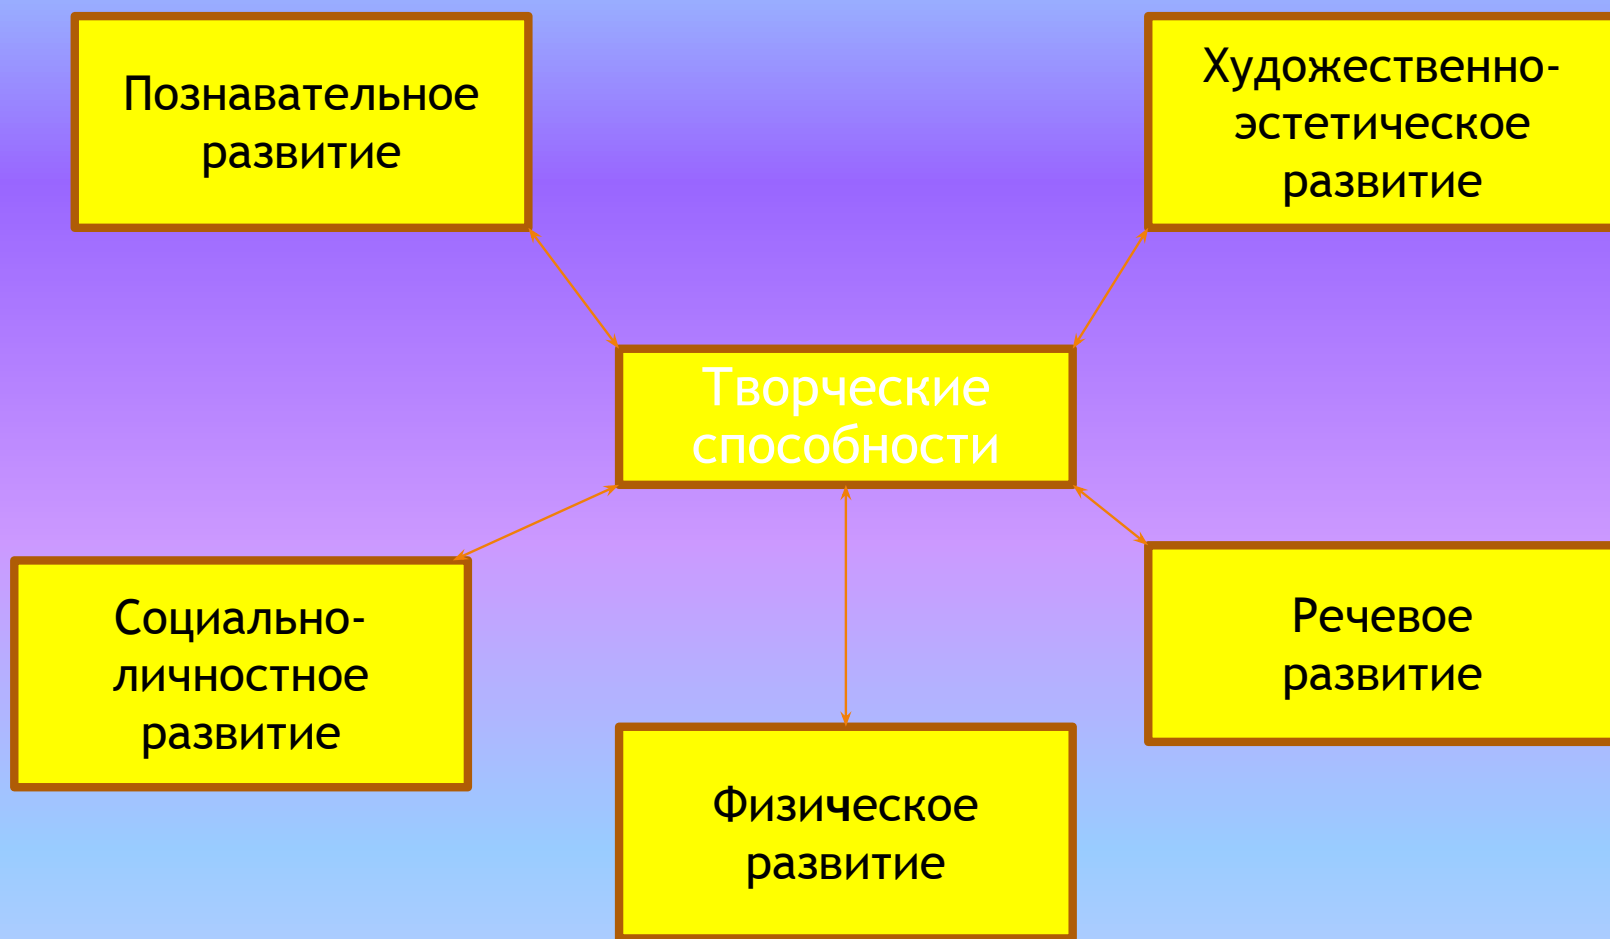 Познавательное
развитие
Художественно-
эстетическое
развитие
Творческие
способности
Социально-
личностное
развитие
Речевое
развитие
Физическое
развитие